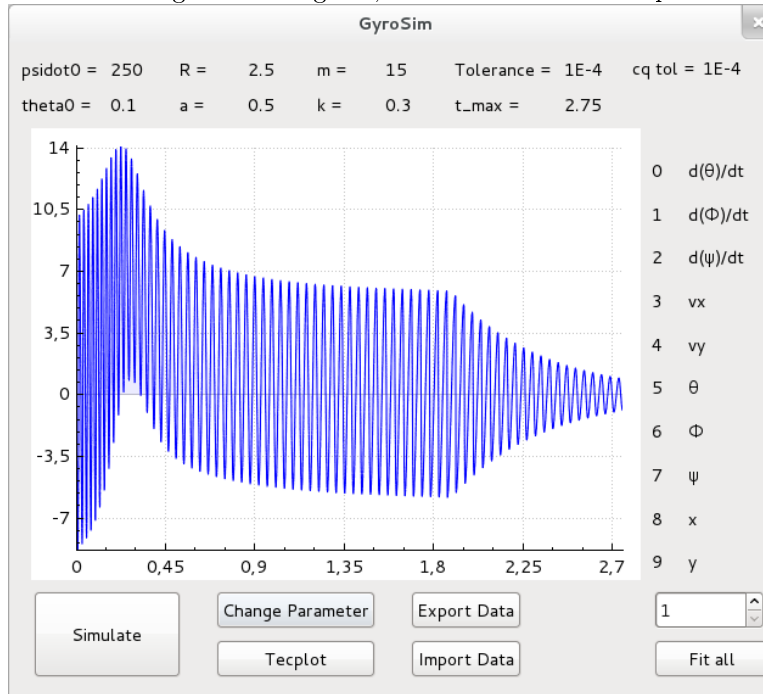 GyroSim
psidot0 = 250 R = 2.5 m = 15 Tolerance = 1E-4 cq tol = 1E-4
theta0 = 0.1 a = 0.5 k = 0.3 t_max = 2.75
14
10,5
7
3,5
0
-3,5
-7
0 0,45 0,9 1,35 1,8 2,25 2,7
0 d(θ)/dt
1 d(Φ)/dt
2 d(ψ)/dt
3 vx
4 vy
5 θ
6 Φ
7 ψ
8 x
9 y
Simulate
Change Parameter
Export Data
1
Tecplot
Import Data
Fit all